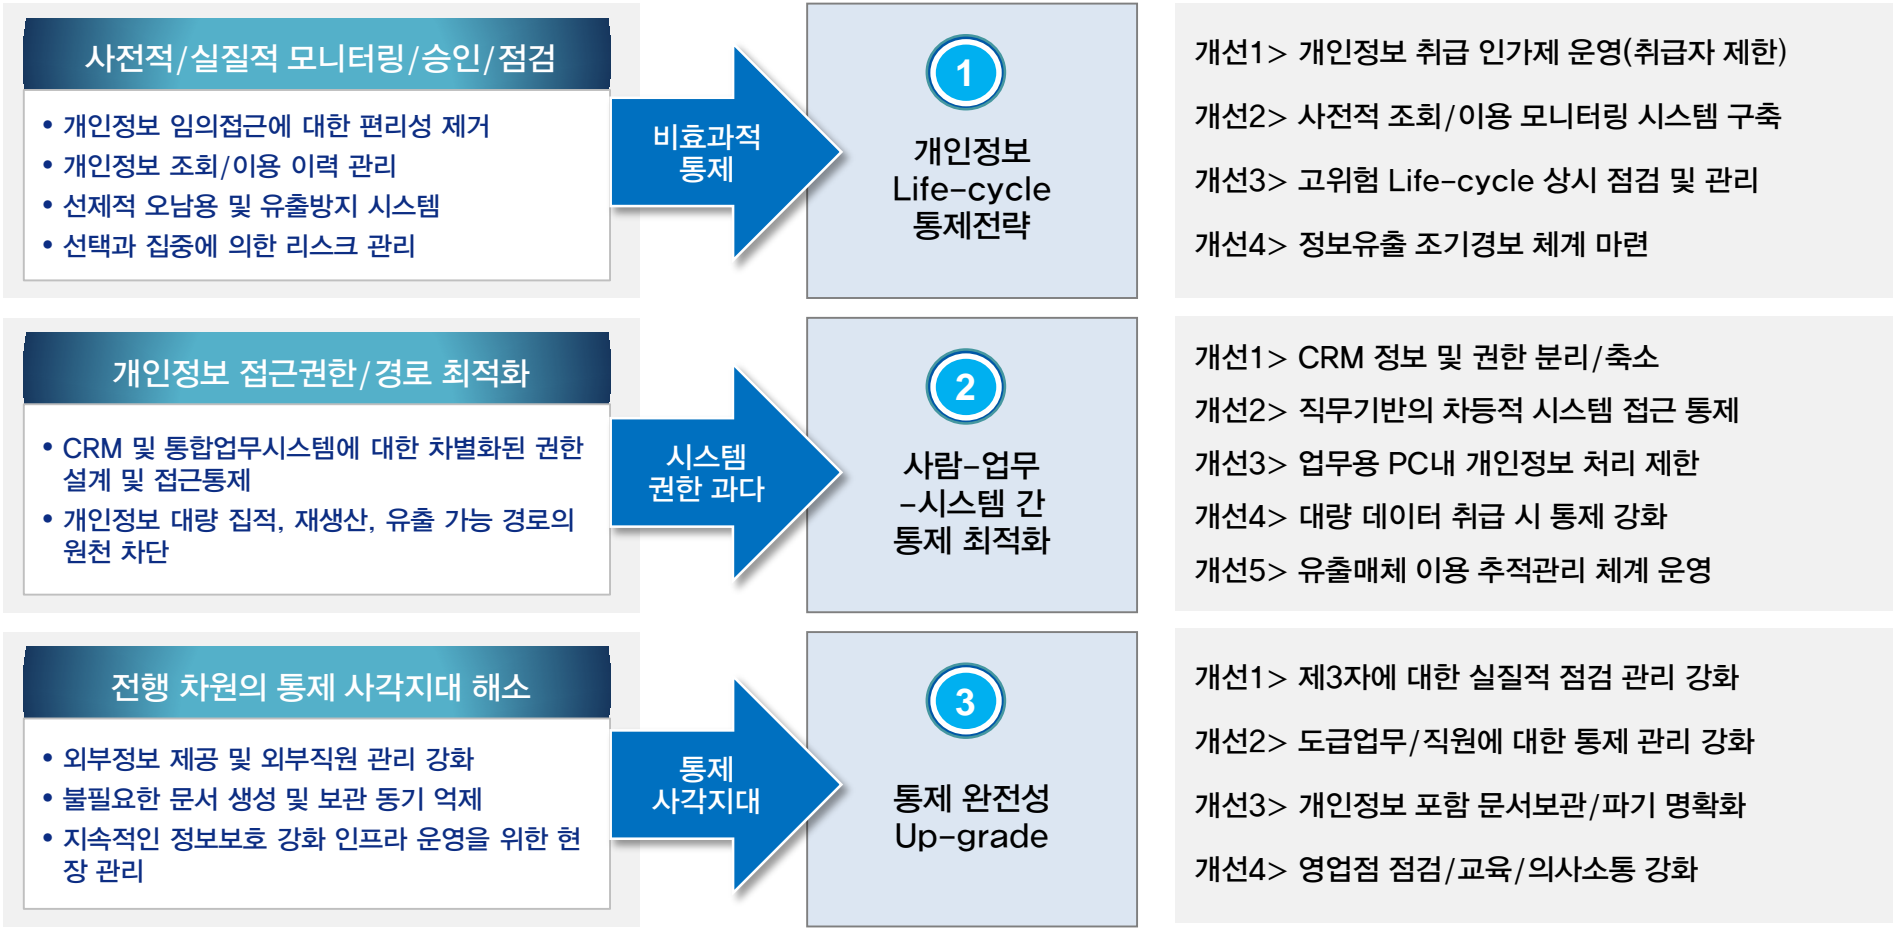 사전적/실질적 모니터링/승인/점검
• 개인정보 임의접근에 대한 편리성 제거
• 개인정보 조회/이용 이력 관리
• 선제적 오남용 및 유출방지 시스템
• 선택과 집중에 의한 리스크 관리
비효과적
통제
1
개인정보
Life-cycle
통제전략
개선1> 개인정보 취급 인가제 운영(취급자 제한)
개선2> 사전적 조회/이용 모니터링 시스템 구축
개선3> 고위험 Life-cycle 상시 점검 및 관리
개선4> 정보유출 조기경보 체계 마련
개인정보 접근권한/경로 최적화
• CRM 및 통합업무시스템에 대한 차별화된 권한
설계 및 접근통제
• 개인정보 대량 집적, 재생산, 유출 가능 경로의
원천 차단
시스템
권한 과다
2
사람-업무
-시스템 간
통제 최적화
개선1> CRM 정보 및 권한 분리/축소
개선2> 직무기반의 차등적 시스템 접근 통제
개선3> 업무용 PC내 개인정보 처리 제한
개선4> 대량 데이터 취급 시 통제 강화
개선5> 유출매체 이용 추적관리 체계 운영
전행 차원의 통제 사각지대 해소
• 외부정보 제공 및 외부직원 관리 강화
• 불필요한 문서 생성 및 보관 동기 억제
• 지속적인 정보보호 강화 인프라 운영을 위한 현
장 관리
통제
사각지대
3
통제 완전성
Up-grade
개선1> 제3자에 대한 실질적 점검 관리 강화
개선2> 도급업무/직원에 대한 통제 관리 강화
개선3> 개인정보 포함 문서보관/파기 명확화
개선4> 영업점 점검/교육/의사소통 강화